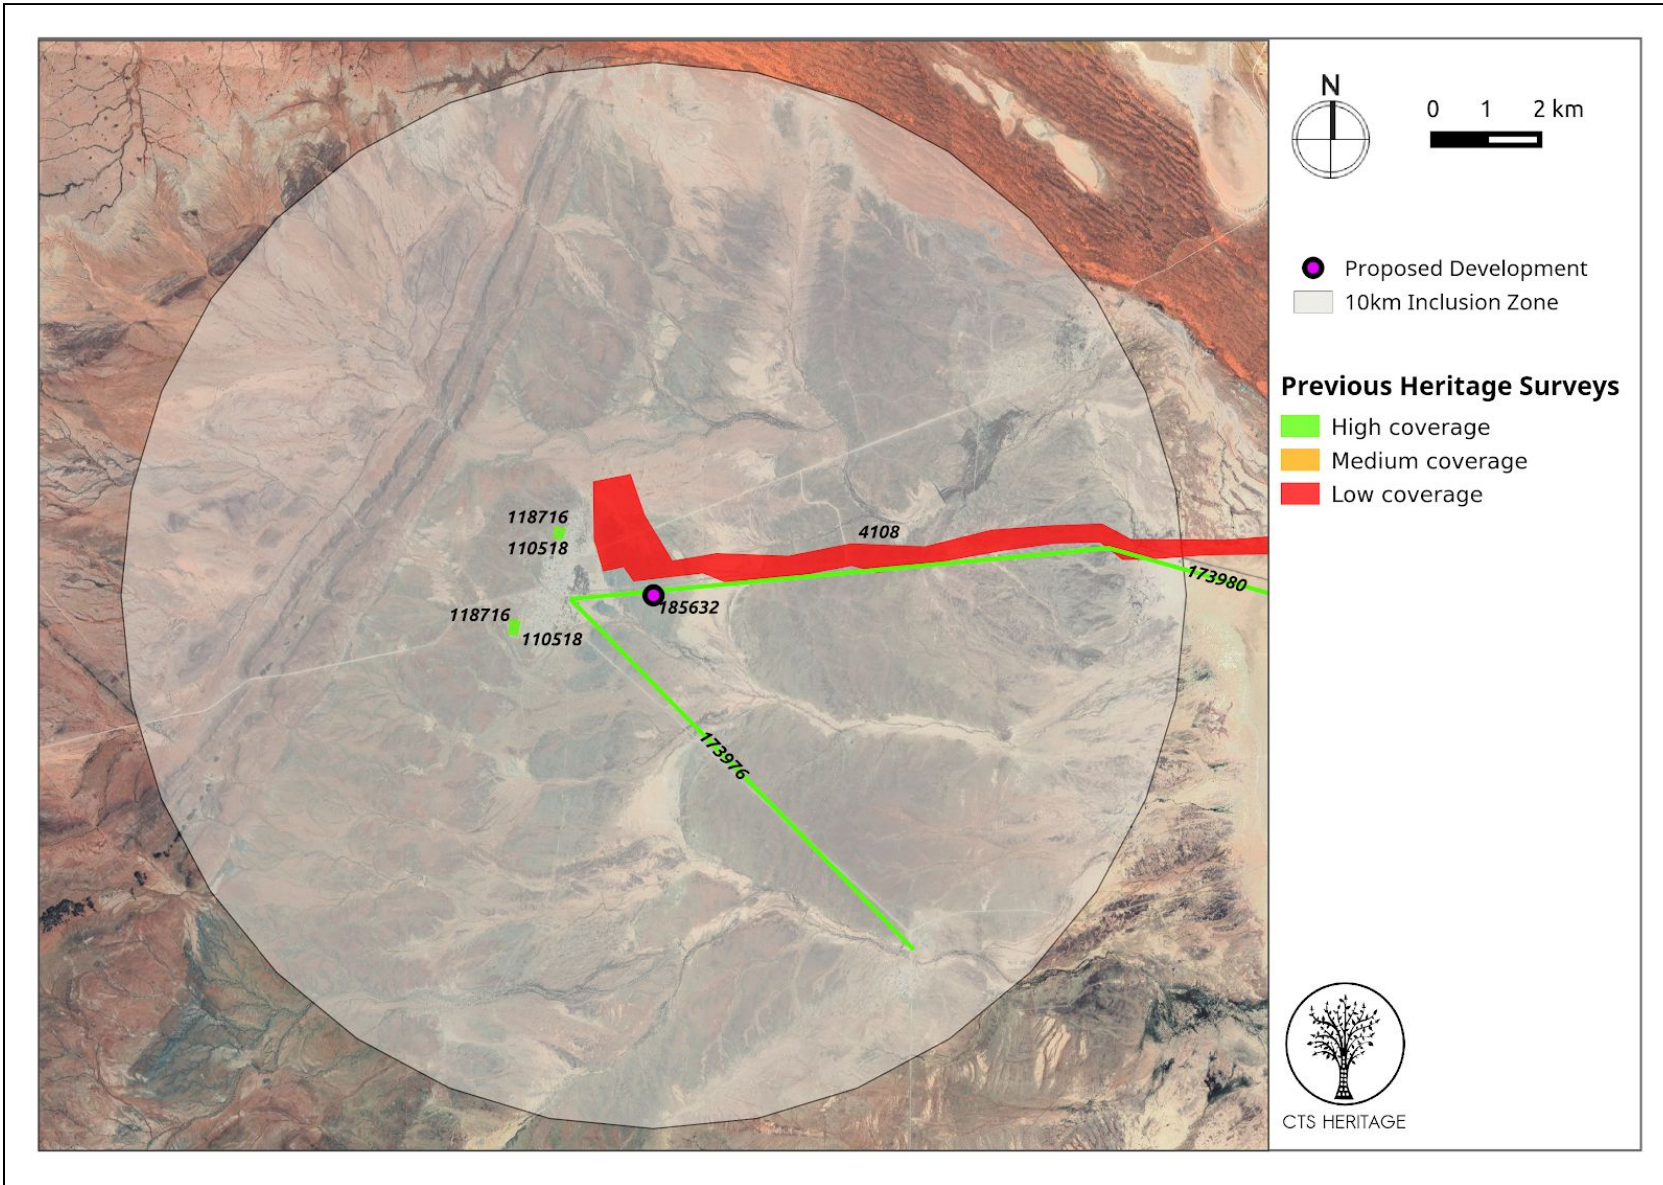 118716
110518
118716
110518
4108
173980
185632
173976
N
0 1 2 km
Proposed Development
10km Inclusion Zone
Previous Heritage Surveys
High coverage
Medium coverage
Low coverage
CTS HERITAGE